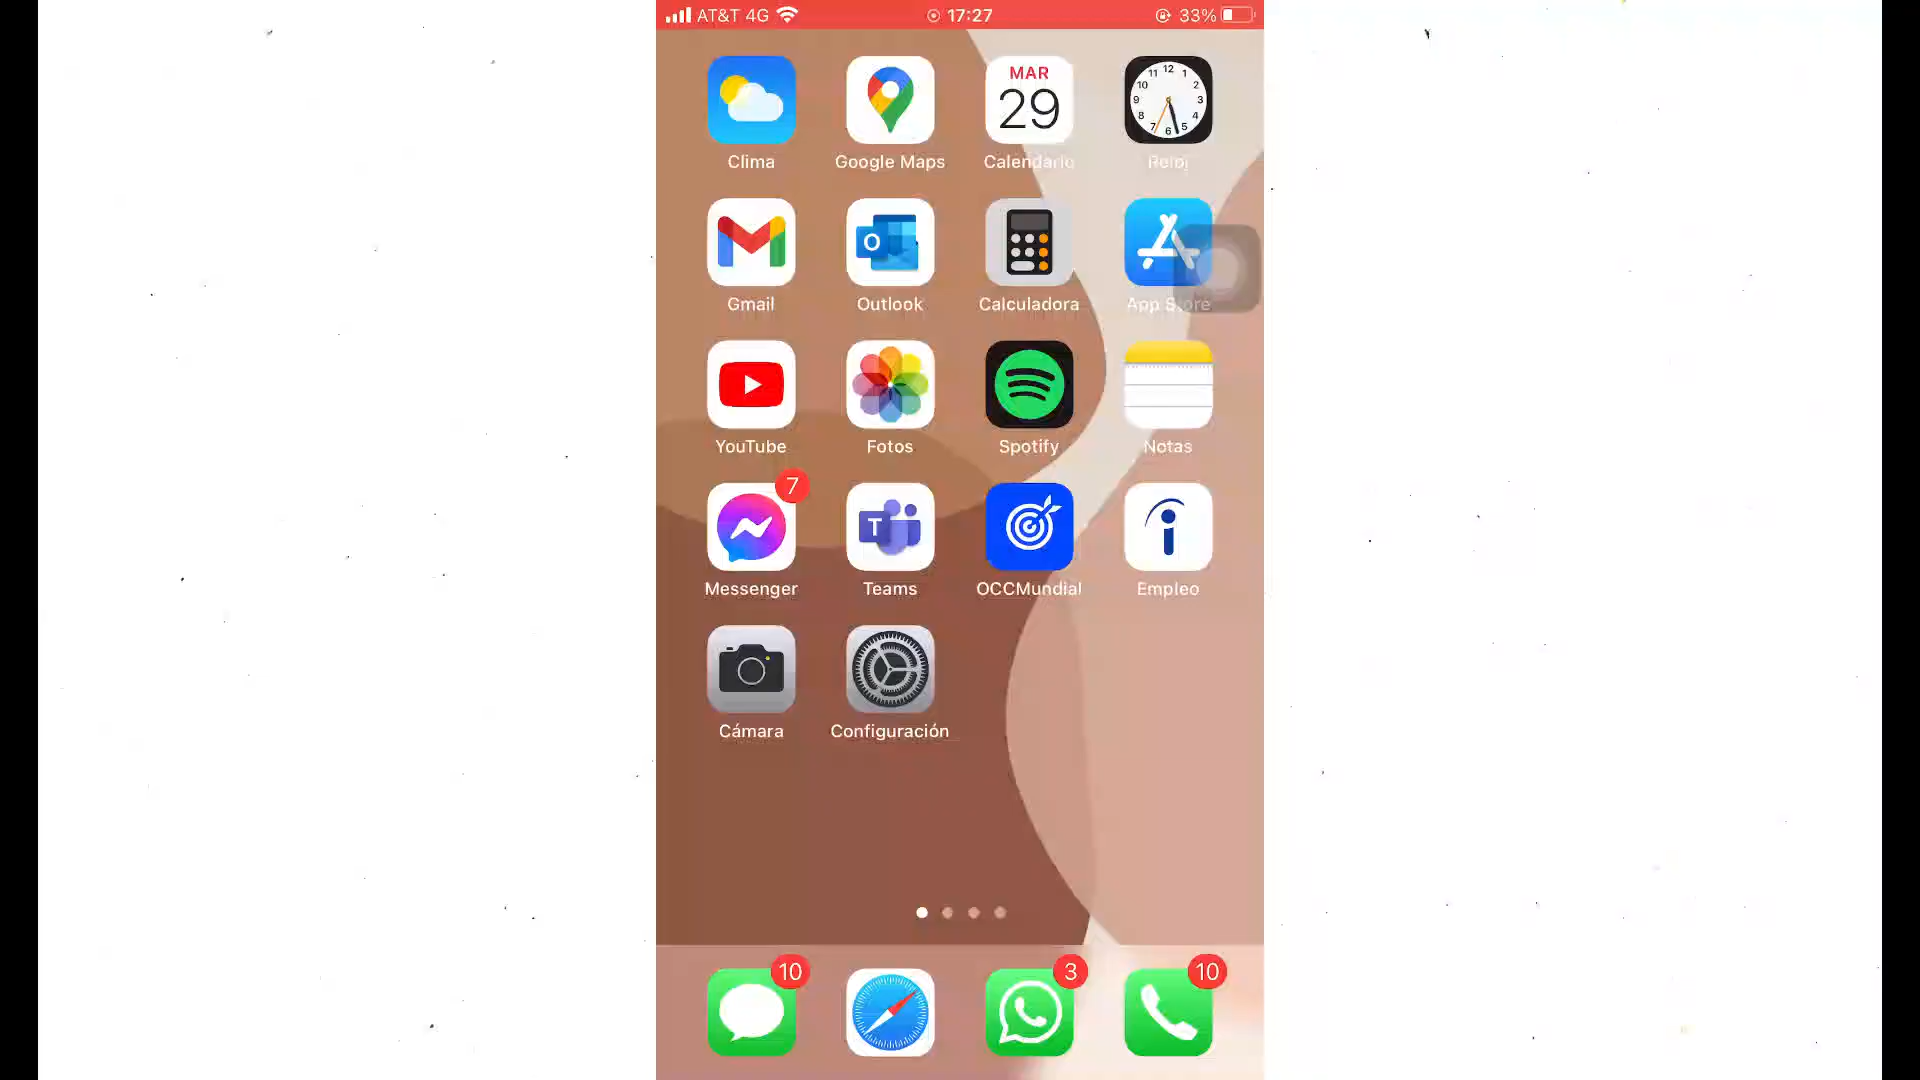 AT&T 4G 17:27 33%
MAR
29
Clima Google Maps Calendario Reloj
Gmail Outlook Calculadora App Store
YouTube Fotos Spotify Notas
7
Messenger Teams OCCMundial Empleo
Cámara Configuración
10 3 10